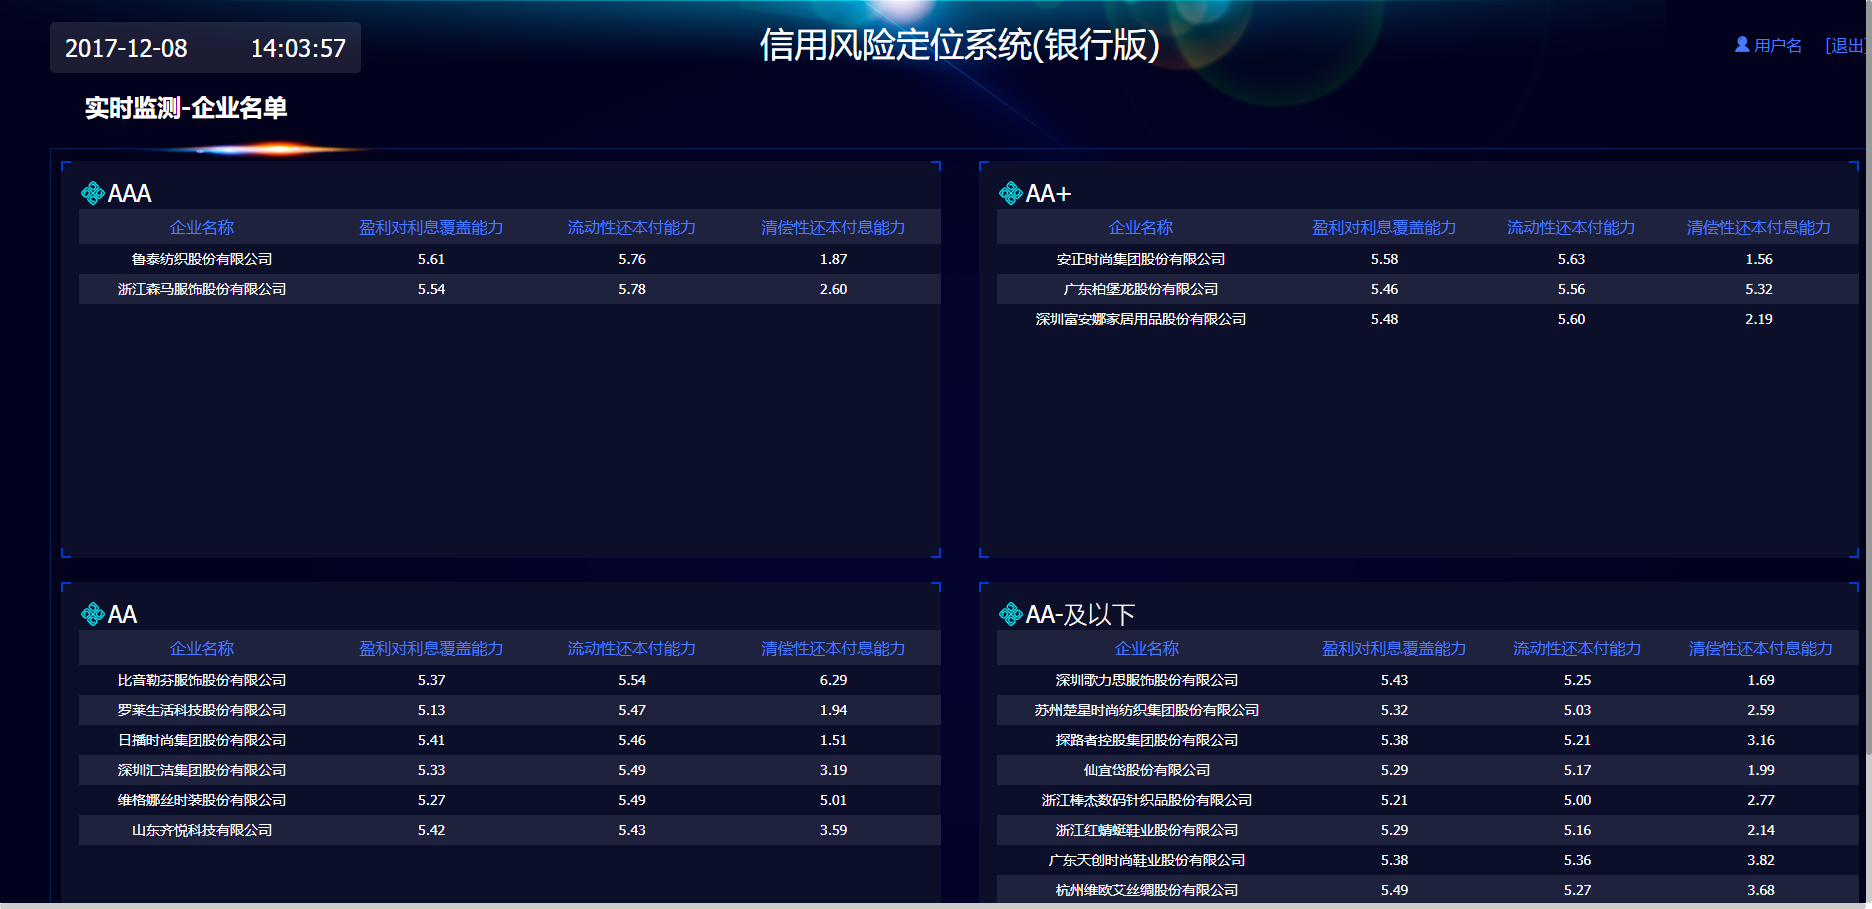 2017-12-08 14:03:57
信用风险定位系统(银行版)
用户名 [退出]
实时监测-企业名单
AAA
企业名称 盈利对利息覆盖能力 流动性还本付能力 清偿性还本付息能力
鲁泰纺织股份有限公司 5.61 5.76 1.87
浙江森马服饰股份有限公司 5.54 5.78 2.60
AA+
企业名称 盈利对利息覆盖能力 流动性还本付能力 清偿性还本付息能力
安正时尚集团股份有限公司 5.58 5.63 1.56
广东柏堡龙股份有限公司 5.46 5.56 5.32
深圳富安娜家居用品股份有限公司 5.48 5.60 2.19
AA
企业名称 盈利对利息覆盖能力 流动性还本付能力 清偿性还本付息能力
比音勒芬服饰股份有限公司 5.37 5.54 6.29
罗莱生活科技股份有限公司 5.13 5.47 1.94
日播时尚集团股份有限公司 5.41 5.46 1.51
深圳汇洁集团股份有限公司 5.33 5.49 3.19
维格娜丝时装股份有限公司 5.27 5.49 5.01
山东齐悦科技有限公司 5.42 5.43 3.59
AA-及以下
企业名称 盈利对利息覆盖能力 流动性还本付能力 清偿性还本付息能力
深圳歌力思服饰股份有限公司 5.43 5.25 1.69
苏州楚星时尚纺织集团股份有限公司 5.32 5.03 2.59
探路者控股集团股份有限公司 5.38 5.21 3.16
仙宜岱股份有限公司 5.29 5.17 1.99
浙江棒杰数码针织品股份有限公司 5.21 5.00 2.77
浙江红蜻蜓鞋业股份有限公司 5.29 5.16 2.14
广东天创时尚鞋业股份有限公司 5.38 5.36 3.82
杭州维欧艾丝绸股份有限公司 5.49 5.27 3.68